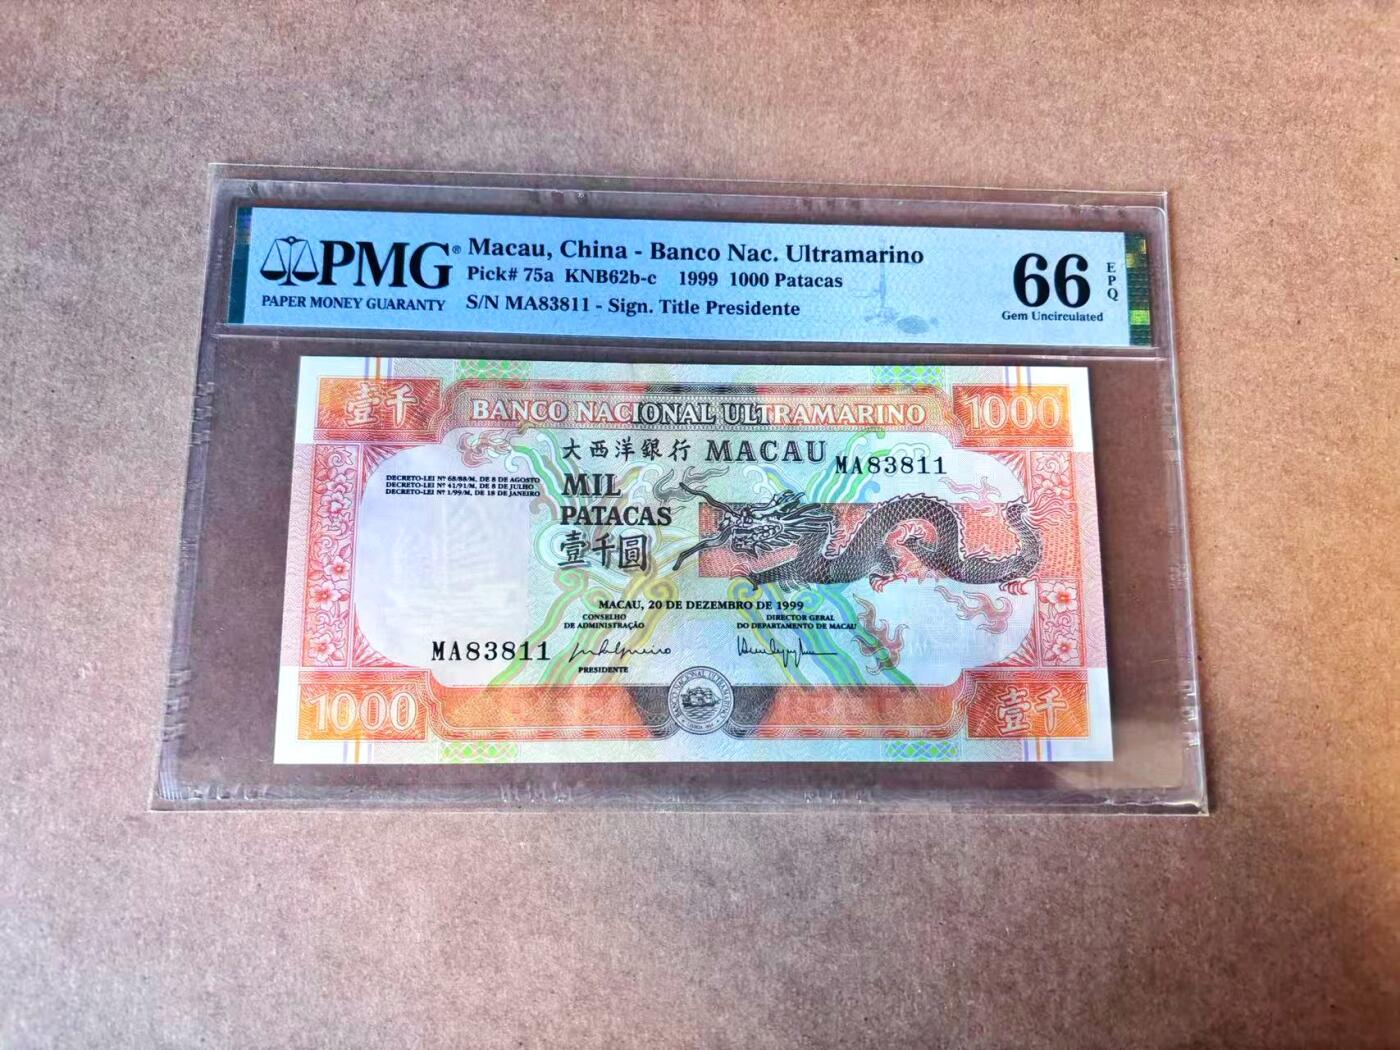 PMG®
PAPER MONEY GUARANTY
Macau, China - Banco Nac. Ultramarino
Pick# 75a KNB62b-c 1999 1000 Patacas
S/N MA83811 - Sign. Title Presidente
66
EPQ
Gem Uncirculated
壹千
BANCO NACIONAL ULTRAMARINO
1000
大西洋銀行 MACAU
MA83811
DECRETO-LEI Nº 68/88/M, DE 8 DE AGOSTO
DECRETO-LEI Nº 41/91/M, DE 8 DE JULHO
DECRETO-LEI Nº 1/99/M, DE 18 DE JANEIRO
MIL
PATACAS
壹千圓
MACAU, 20 DE DEZEMBRO DE 1999
CONSELHO
DE ADMINISTRAÇÃO
DIRECTOR GERAL
DO DEPARTAMENTO DE MACAU
MA83811
PRESIDENTE
1000
BANCO NACIONAL ULTRAMARINO
壹千